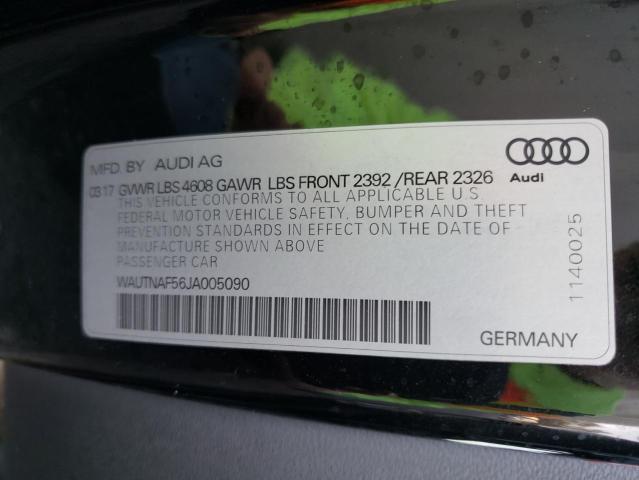 MFD. BY AUDI AG
03 17 GVWR LBS 4608 GAWR LBS FRONT 2392 /REAR 2326
THIS VEHICLE CONFORMS TO ALL APPLICABLE U.S.
FEDERAL MOTOR VEHICLE SAFETY, BUMPER AND THEFT
PREVENTION STANDARDS IN EFFECT ON THE DATE OF
MANUFACTURE SHOWN ABOVE
PASSENGER CAR
WAUTNAF56JA005090
Audi
1140025
GERMANY